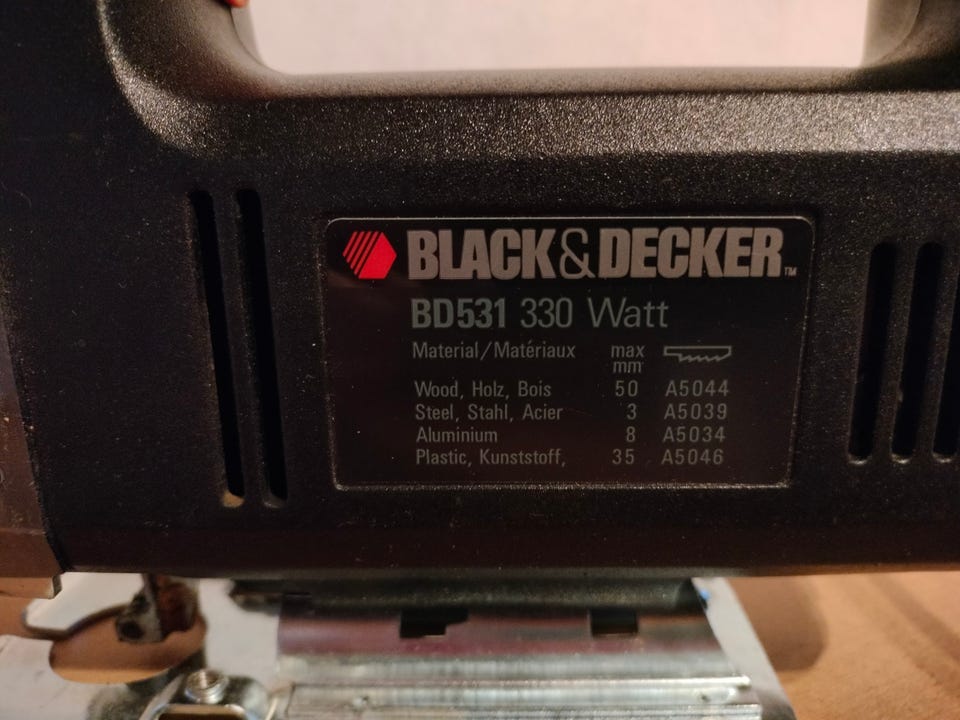 BLACK&DECKER™
BD531 330 Watt
Material/Matériaux max mm
Wood, Holz, Bois 50 A5044
Steel, Stahl, Acier 3 A5039
Aluminium 8 A5034
Plastic, Kunststoff, 35 A5046